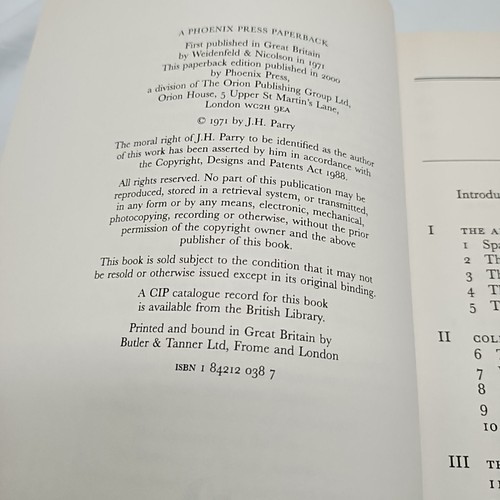 A PHOENIX PRESS PAPERBACK
First published in Great Britain
by Weidenfeld & Nicolson in 1971
This paperback edition published in 2000
by Phoenix Press,
a division of The Orion Publishing Group Ltd,
Orion House, 5 Upper St Martin's Lane,
London WC2H 9EA
© 1971 by J.H. Parry
The moral right of J.H. Parry to be identified as the author
of this work has been asserted by him in accordance with
the Copyright, Designs and Patents Act 1988.
All rights reserved. No part of this publication may be
reproduced, stored in a retrieval system, or transmitted,
in any form or by any means, electronic, mechanical,
photocopying, recording or otherwise, without the prior
permission of the copyright owner and the above
publisher of this book.
This book is sold subject to the condition that it may not
be resold or otherwise issued except in its original binding.
A CIP catalogue record for this book
is available from the British Library.
Printed and bound in Great Britain by
Butler & Tanner Ltd, Frome and London
ISBN 1 84212 038 7
Introdu
I THE A
1 Spa
2 Th
3 Th
4 Th
5 T
II COL
6
7
8
9
10
III TH
11